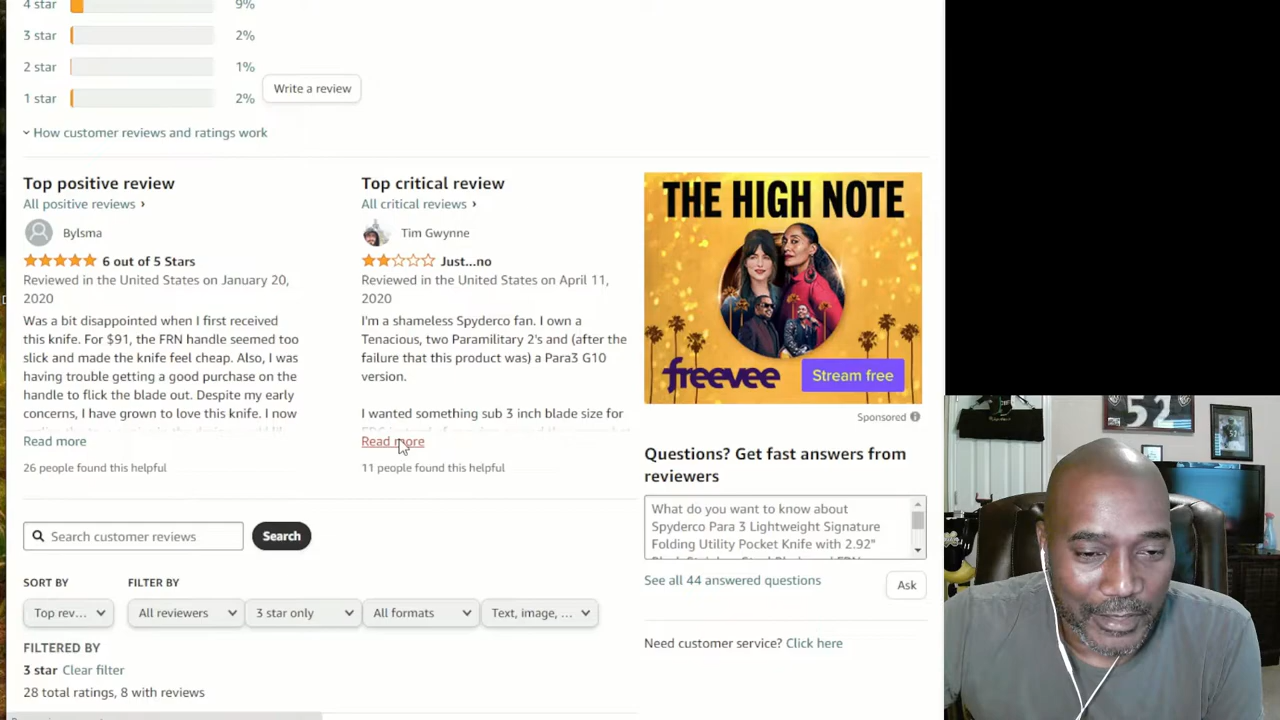 4 star 9%
3 star 2%
2 star 1%
1 star 2%
Write a review
How customer reviews and ratings work
Top positive review
All positive reviews ›
Bylsma
6 out of 5 Stars
Reviewed in the United States on January 20,
2020
Was a bit disappointed when I first received
this knife. For $91, the FRN handle seemed too
slick and made the knife feel cheap. Also, I was
having trouble getting a good purchase on the
handle to flick the blade out. Despite my early
concerns, I have grown to love this knife. I now
Read more
26 people found this helpful
Top critical review
All critical reviews ›
Tim Gwynne
Just...no
Reviewed in the United States on April 11,
2020
I'm a shameless Spyderco fan. I own a
Tenacious, two Paramilitary 2's and (after the
failure that this product was) a Para3 G10
version.
I wanted something sub 3 inch blade size for
Read more
11 people found this helpful
THE HIGH NOTE
freevee
Stream free
Sponsored
Questions? Get fast answers from
reviewers
What do you want to know about
Spyderco Para 3 Lightweight Signature
Folding Utility Pocket Knife with 2.92"
See all 44 answered questions
Ask
Need customer service? Click here
Search customer reviews
Search
SORT BY
FILTER BY
Top rev...
All reviewers
3 star only
All formats
Text, image, ...
FILTERED BY
3 star Clear filter
28 total ratings, 8 with reviews
52